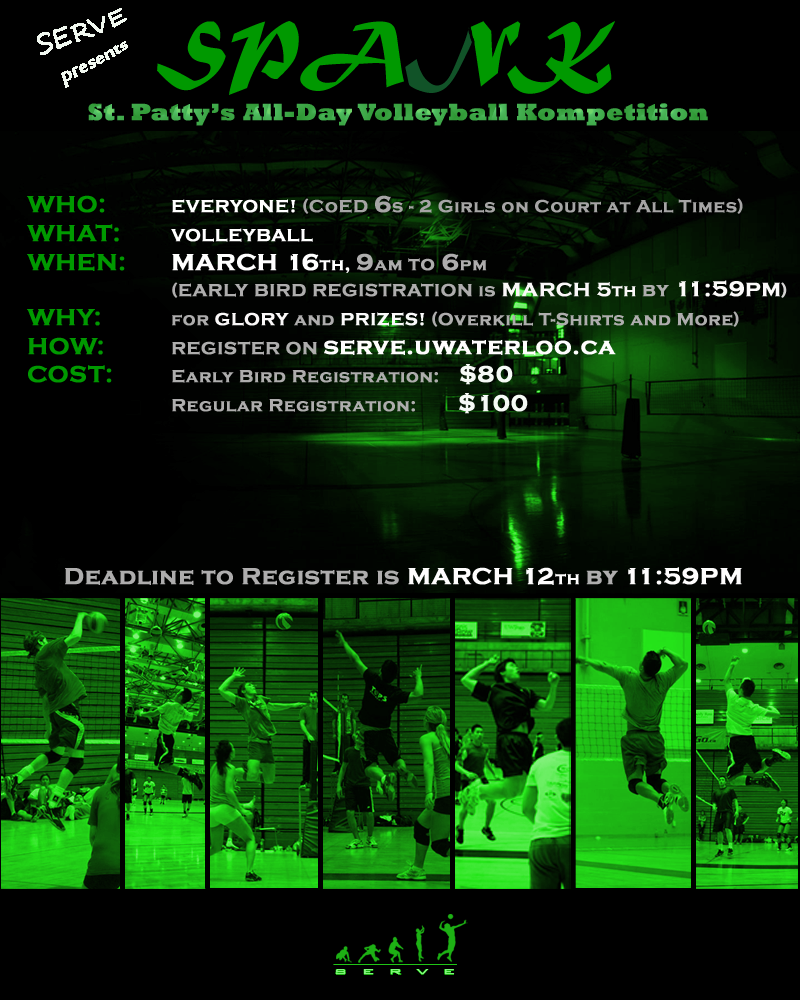 SERVE
presents
SPANK
St. Patty's All-Day Volleyball Kompetition
WHO: EVERYONE! (CoED 6s - 2 Girls on Court at All Times)
WHAT: VOLLEYBALL
WHEN: MARCH 16TH, 9AM TO 6PM
(EARLY BIRD REGISTRATION IS MARCH 5TH BY 11:59PM)
WHY: FOR GLORY AND PRIZES! (Overkill T-Shirts and More)
HOW: REGISTER ON SERVE.UWATERLOO.CA
COST: Early Bird Registration: $80
Regular Registration: $100
Deadline to Register is MARCH 12TH BY 11:59PM
SERVE